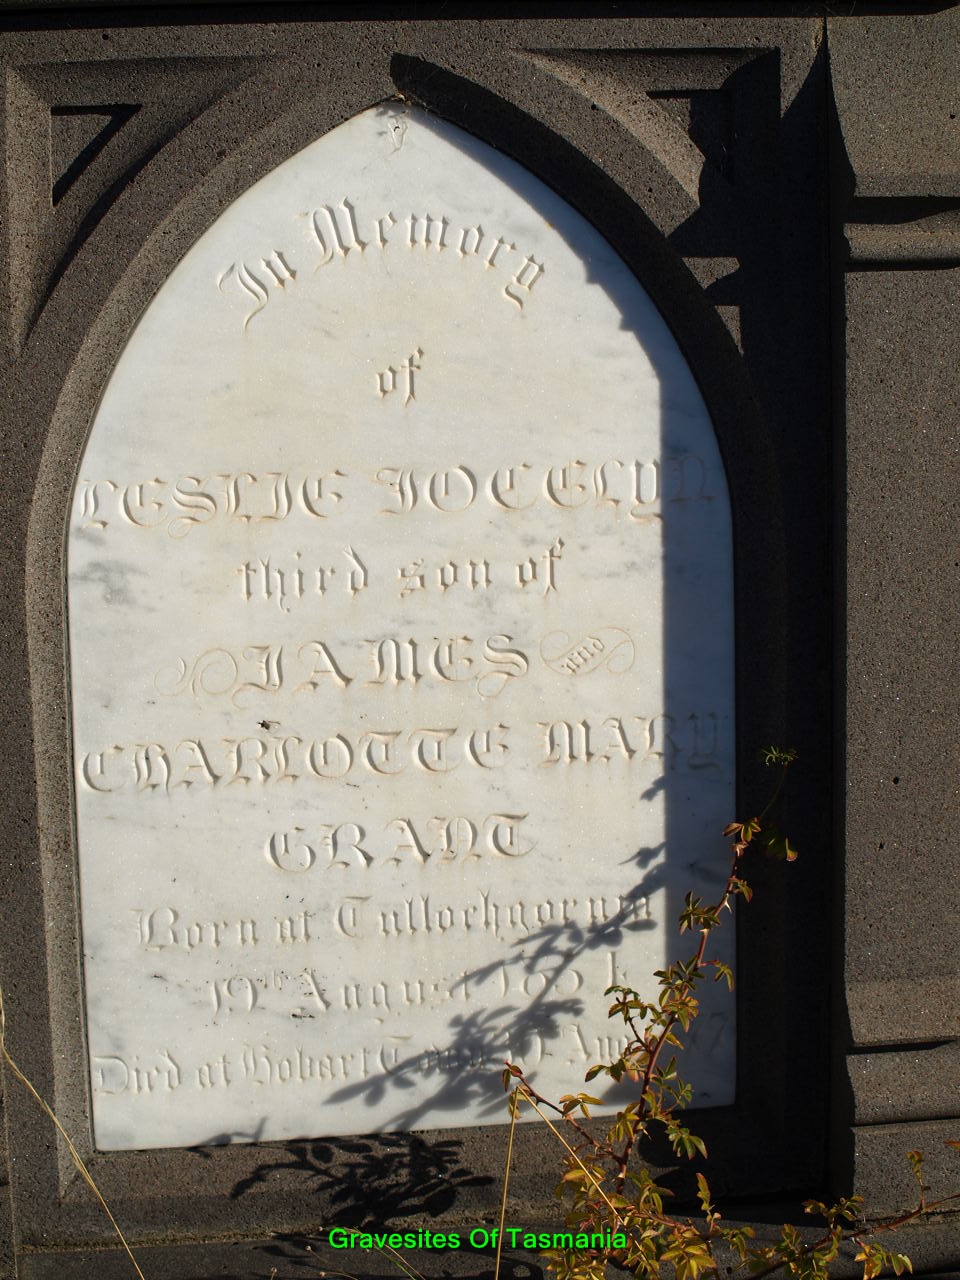 In Memory
of
LESLIE JOCELYN
third son of
JAMES and
CHARLOTTE MARY
GRANT
Born at Tullochgorum
August
Died at Hobart Town
Gravesites Of Tasmania